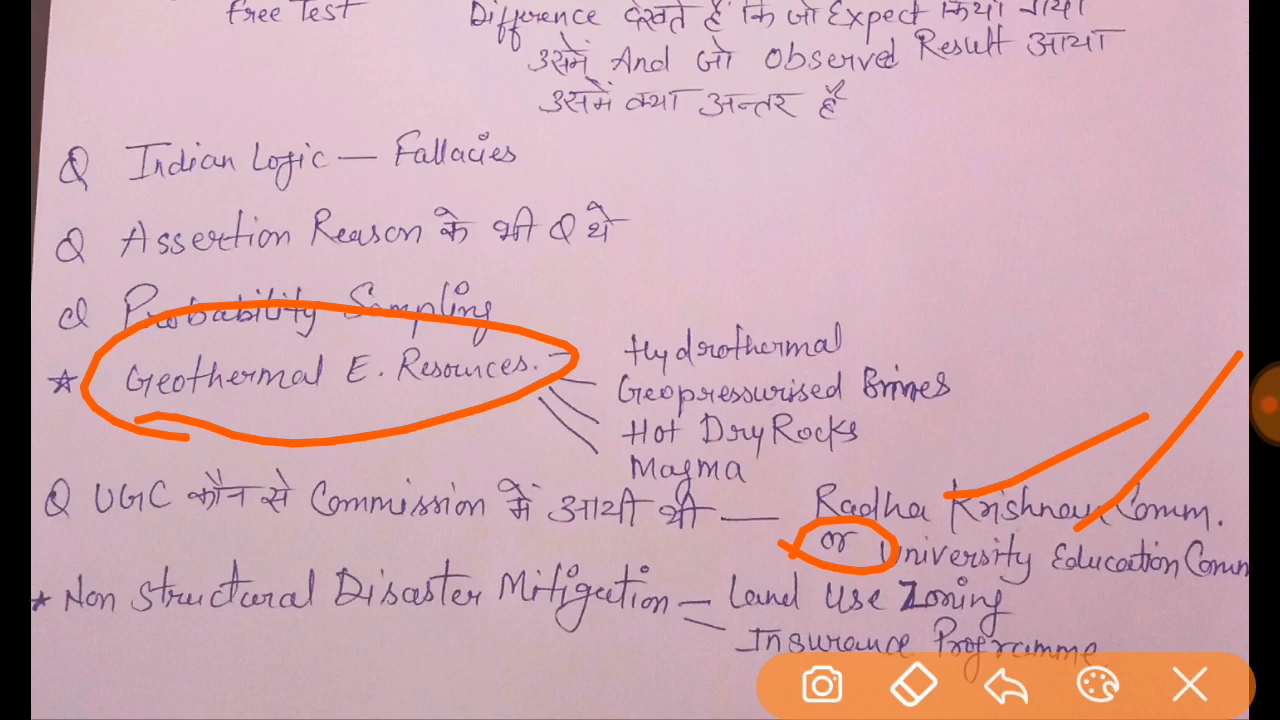 Free Test
Difference देखते हैं कि जो Expect किया गया
उसमें And जो Observed Result आया
उसमें क्या अन्तर है
Q Indian Logic — Fallacies
Q Assertion Reason के भी Q थे
Q Probability Sampling
☆ Geothermal E. Resources.
Hydrothermal
Geopressurised Brines
Hot Dry Rocks
Magma
Q UGC कौन से Commission में आयी थी — Radha Krishnan Comm.
or University Education Comm
★ Non Structural Disaster Mitigation — Land Use Zoning
Insurance Programme